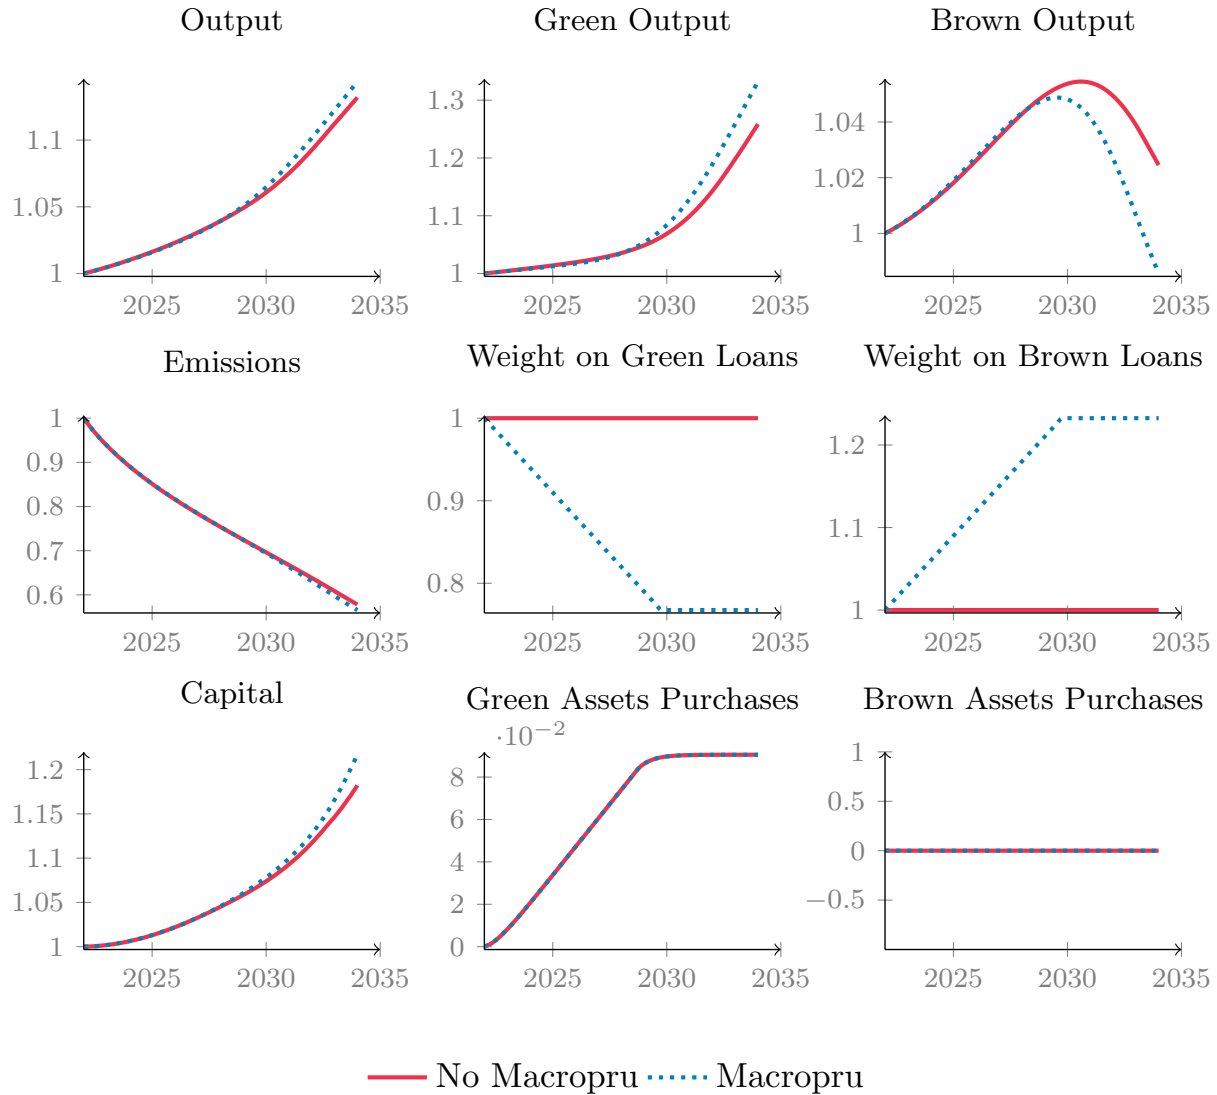 Output
1.1
1.05
1
2025 2030 2035
Green Output
1.3
1.2
1.1
1
2025 2030 2035
Brown Output
1.04
1.02
1
2025 2030 2035
Emissions
1
0.9
0.8
0.7
0.6
2025 2030 2035
Weight on Green Loans
1
0.9
0.8
2025 2030 2035
Weight on Brown Loans
1.2
1.1
1
2025 2030 2035
Capital
1.2
1.15
1.1
1.05
1
2025 2030 2035
Green Assets Purchases
·10−2
8
6
4
2
0
2025 2030 2035
Brown Assets Purchases
1
0.5
0
−0.5
2025 2030 2035
No Macropru Macropru